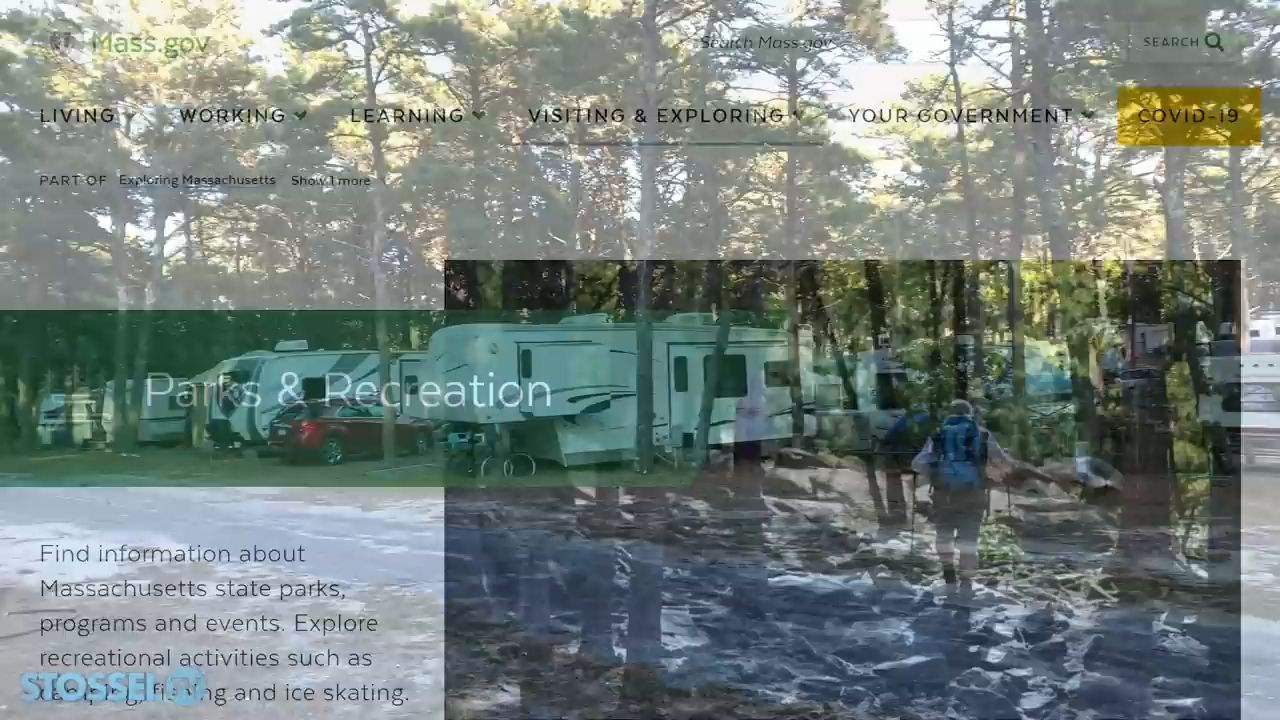 Mass.gov
Search Mass.gov
SEARCH
LIVING
WORKING
LEARNING
VISITING & EXPLORING
YOUR GOVERNMENT
COVID-19
PART OF Exploring Massachusetts Show 1 more
Parks & Recreation
Find information about
Massachusetts state parks,
programs and events. Explore
recreational activities such as
and ice skating.
STOSSEL